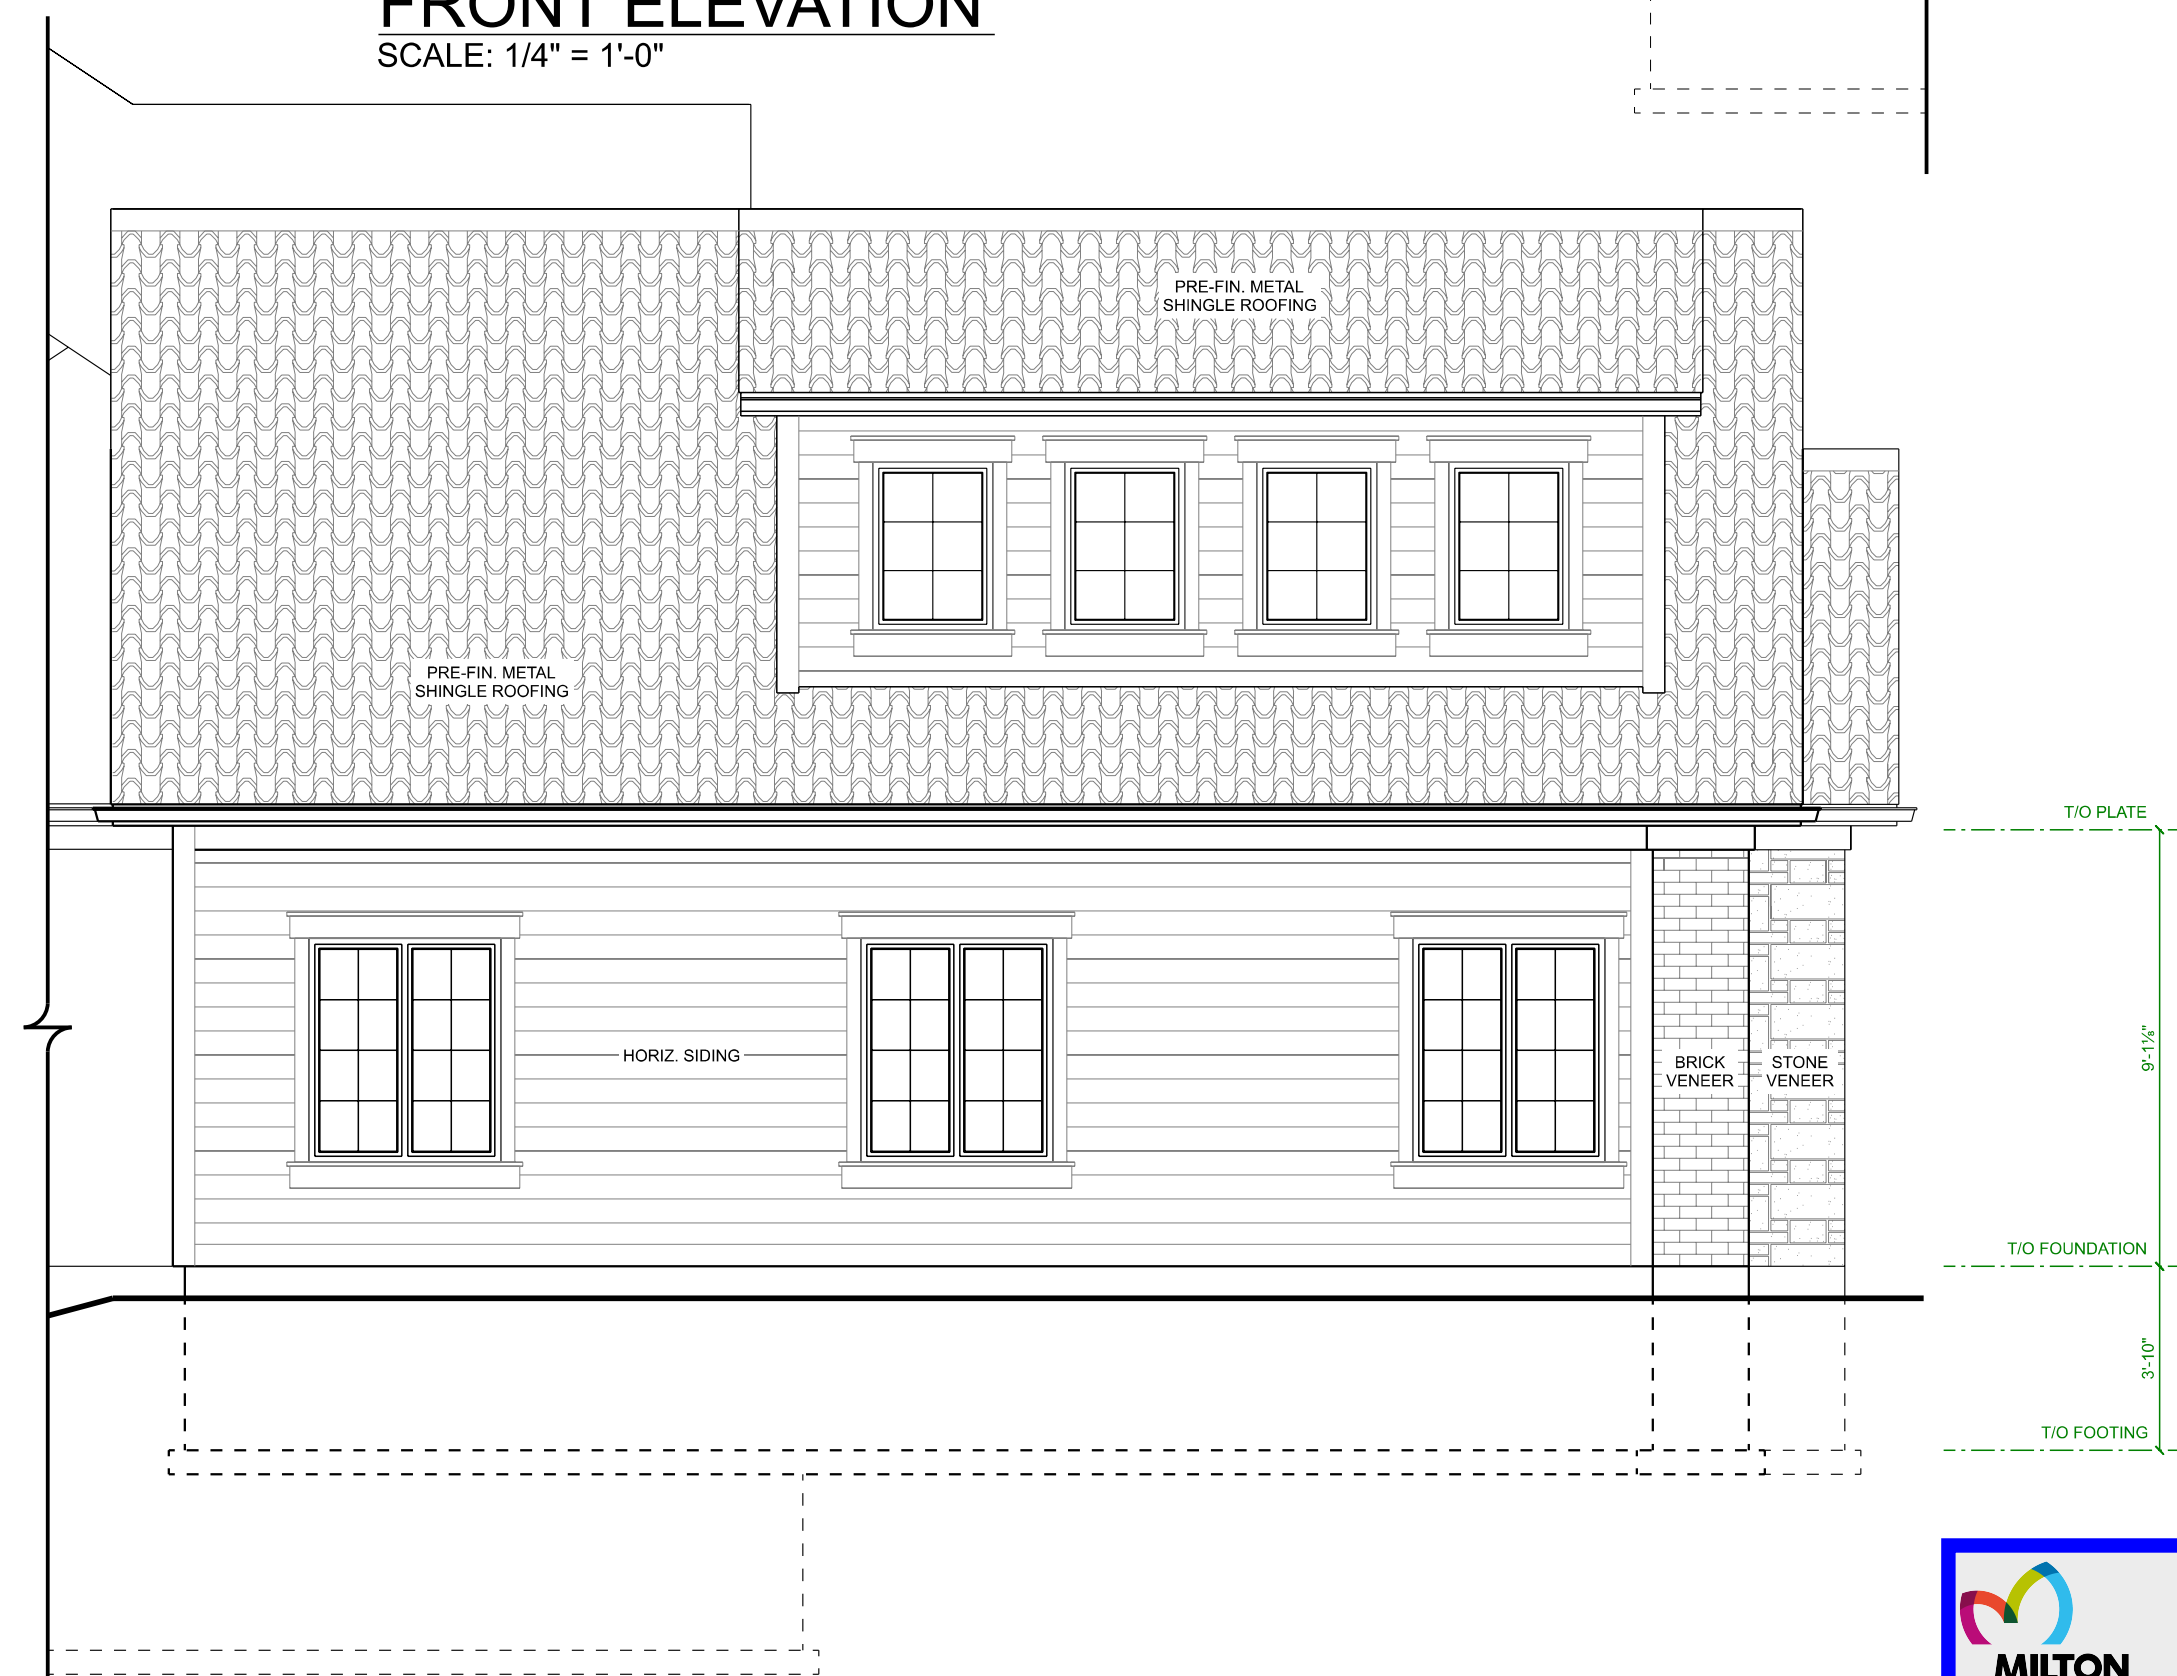 FRONT ELEVATION
SCALE: 1/4" = 1'-0"
PRE-FIN. METAL
SHINGLE ROOFING
PRE-FIN. METAL
SHINGLE ROOFING
T/O PLATE
HORIZ. SIDING
BRICK
VENEER
STONE
VENEER
9'-1⅛"
T/O FOUNDATION
3'-10"
T/O FOOTING
MILTON